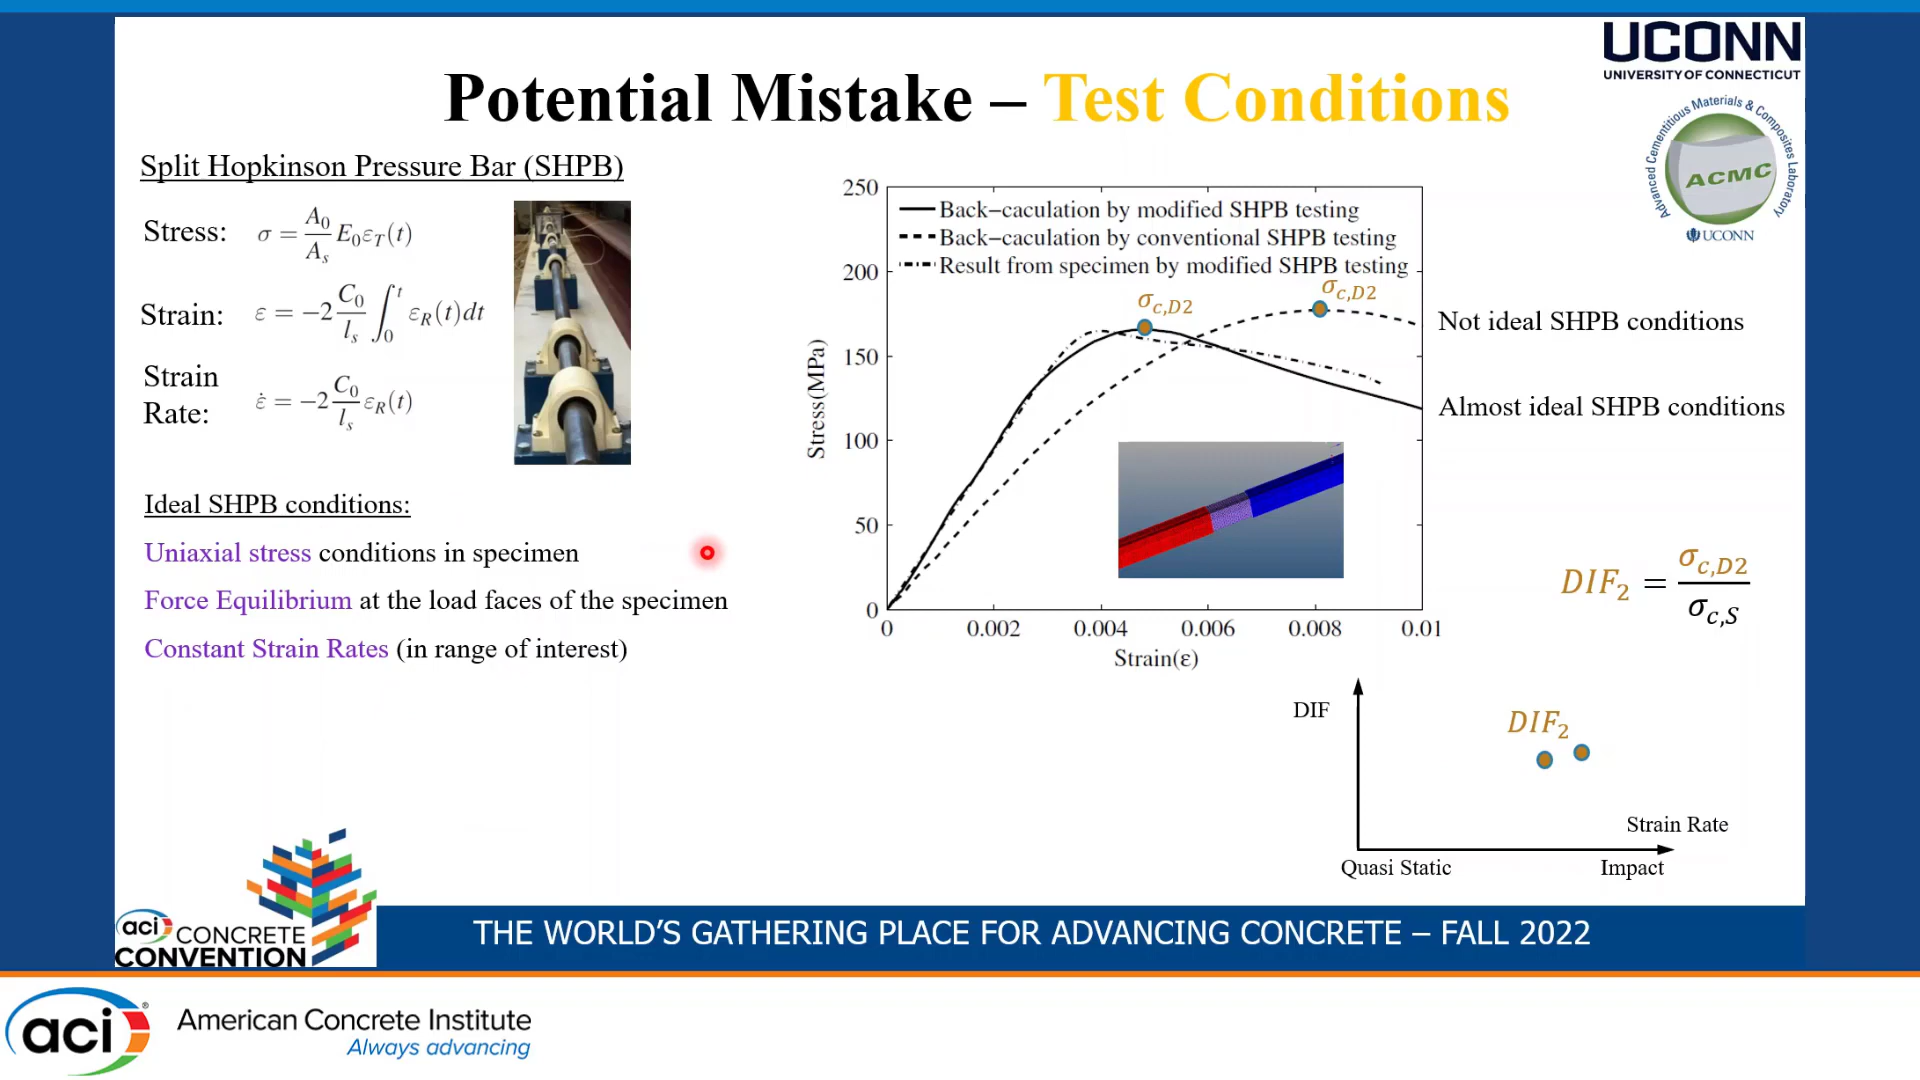 UCONN
UNIVERSITY OF CONNECTICUT
Potential Mistake – Test Conditions
Advanced Cementitious Materials & Composites Laboratory
ACMC
UCONN
Split Hopkinson Pressure Bar (SHPB)
Stress: σ = A₀/Aₛ E₀ε_T(t)
Strain: ε = −2 C₀/lₛ ∫₀ᵗ ε_R(t)dt
Strain
Rate: ε̇ = −2 C₀/lₛ ε_R(t)
Ideal SHPB conditions:
Uniaxial stress conditions in specimen
Force Equilibrium at the load faces of the specimen
Constant Strain Rates (in range of interest)
250
200
150
100
50
0
Stress(MPa)
Back−caculation by modified SHPB testing
Back−caculation by conventional SHPB testing
Result from specimen by modified SHPB testing
σ_c,D2
σ_c,D2
0 0.002 0.004 0.006 0.008 0.01
Strain(ε)
Not ideal SHPB conditions
Almost ideal SHPB conditions
DIF₂ = σ_c,D2/σ_c,S
DIF
DIF₂
Strain Rate
Quasi Static Impact
aci CONCRETE
CONVENTION
THE WORLD'S GATHERING PLACE FOR ADVANCING CONCRETE – FALL 2022
aci®
American Concrete Institute
Always advancing